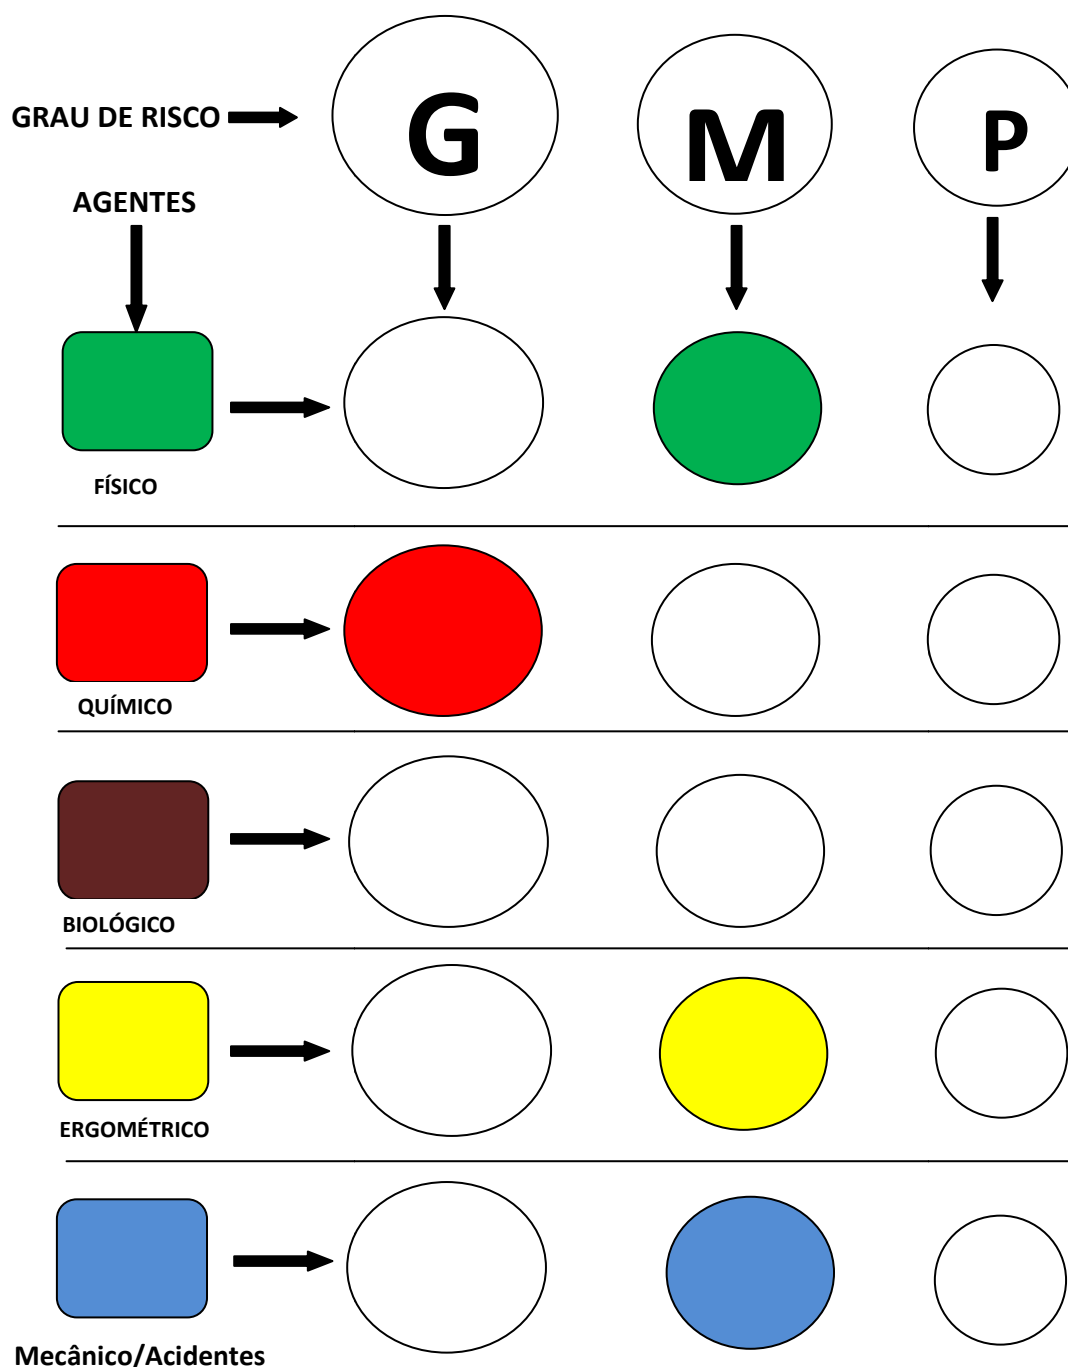 GRAU DE RISCO
G
M
P
AGENTES
FÍSICO
QUÍMICO
BIOLÓGICO
ERGOMÉTRICO
Mecânico/Acidentes